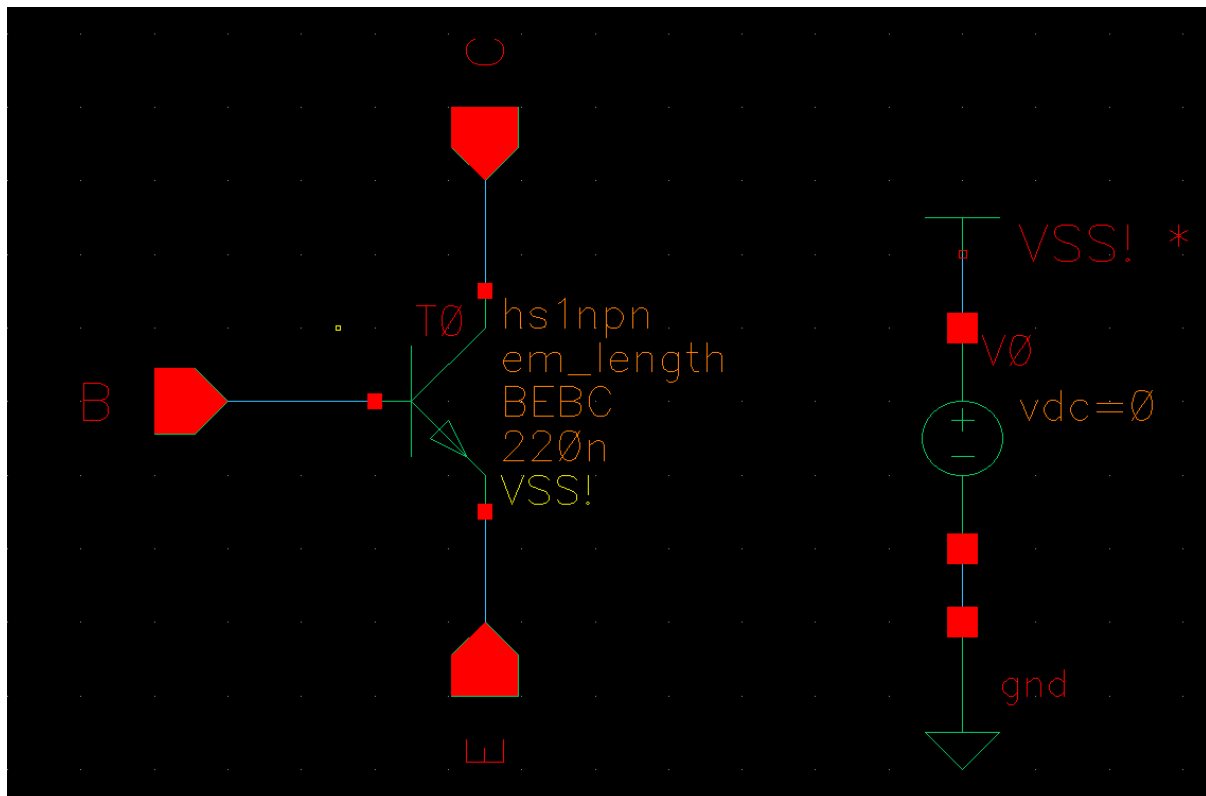 C
T0
hs1npn
em_length
BEBC
220n
VSS!
B
E
VSS! *
V0
vdc=0
+
−
gnd